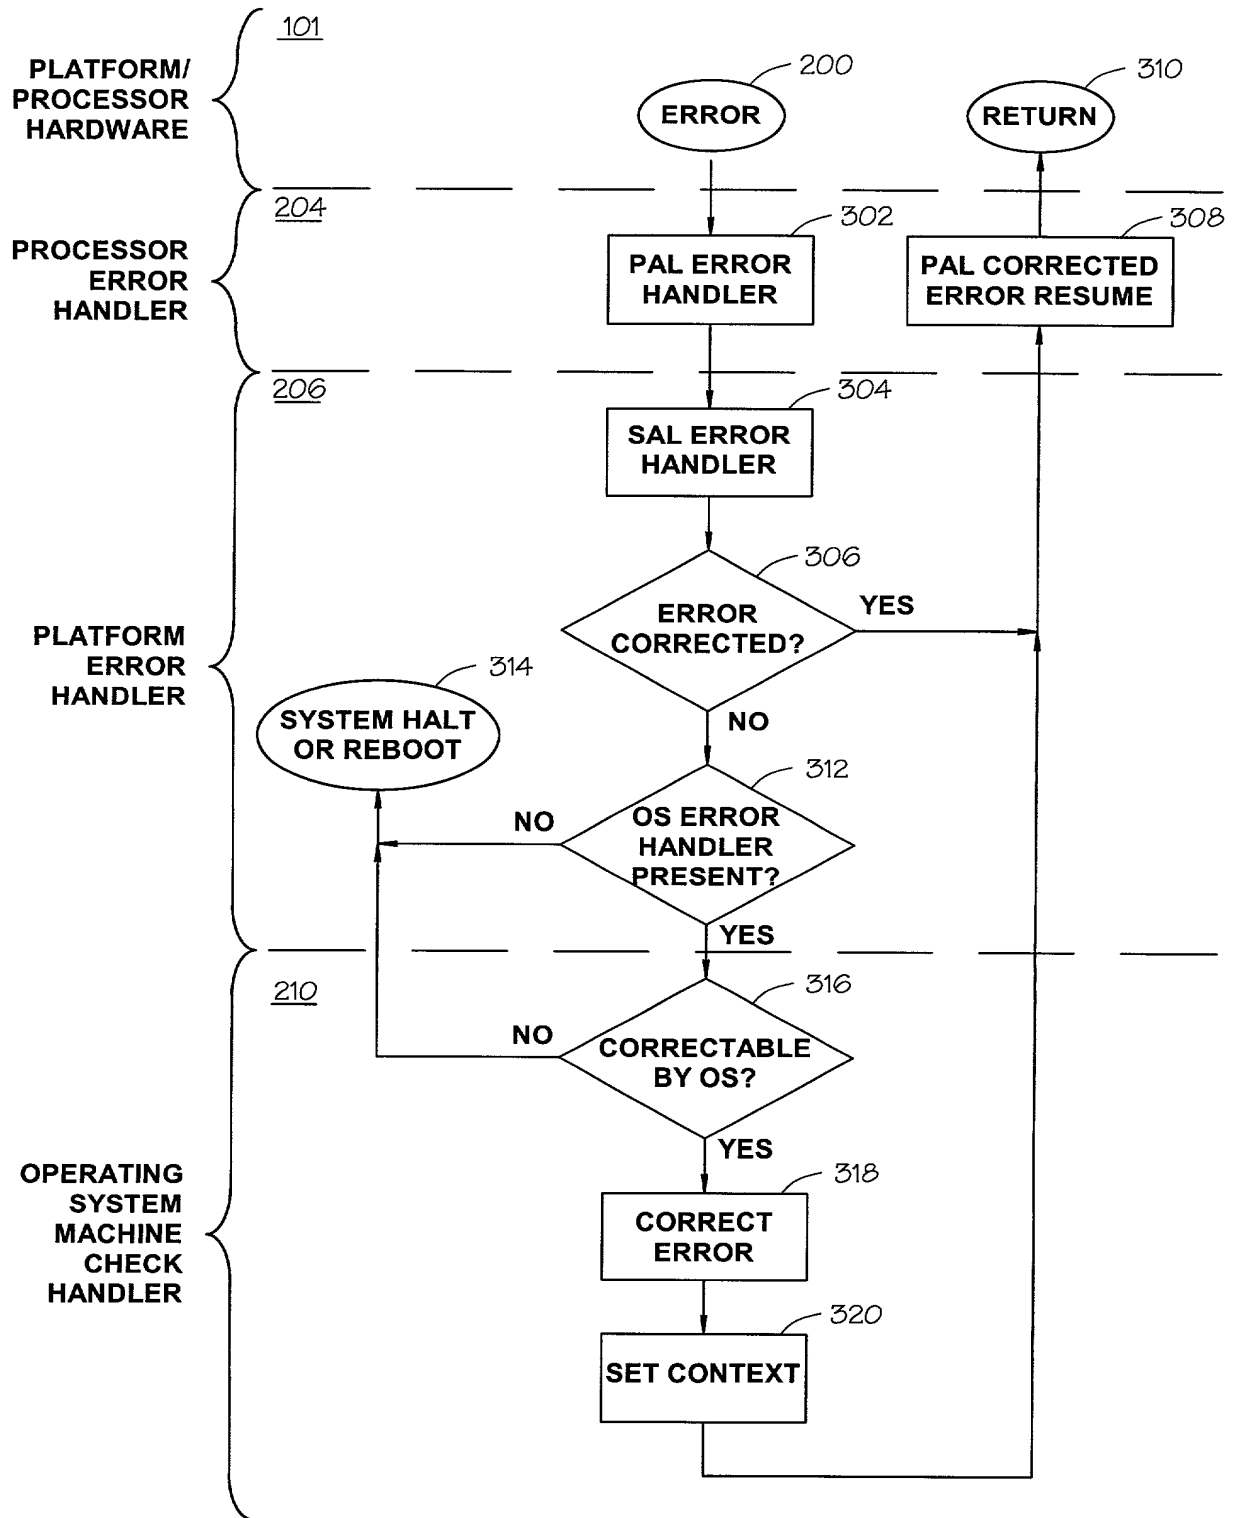 101
PLATFORM/
PROCESSOR
HARDWARE
200
ERROR
310
RETURN
204
PROCESSOR
ERROR
HANDLER
302
PAL ERROR
HANDLER
308
PAL CORRECTED
ERROR RESUME
206
304
SAL ERROR
HANDLER
306
ERROR
CORRECTED?
YES
NO
PLATFORM
ERROR
HANDLER
314
SYSTEM HALT
OR REBOOT
312
OS ERROR
HANDLER
PRESENT?
NO
YES
210
316
CORRECTABLE
BY OS?
NO
YES
OPERATING
SYSTEM
MACHINE
CHECK
HANDLER
318
CORRECT
ERROR
320
SET CONTEXT